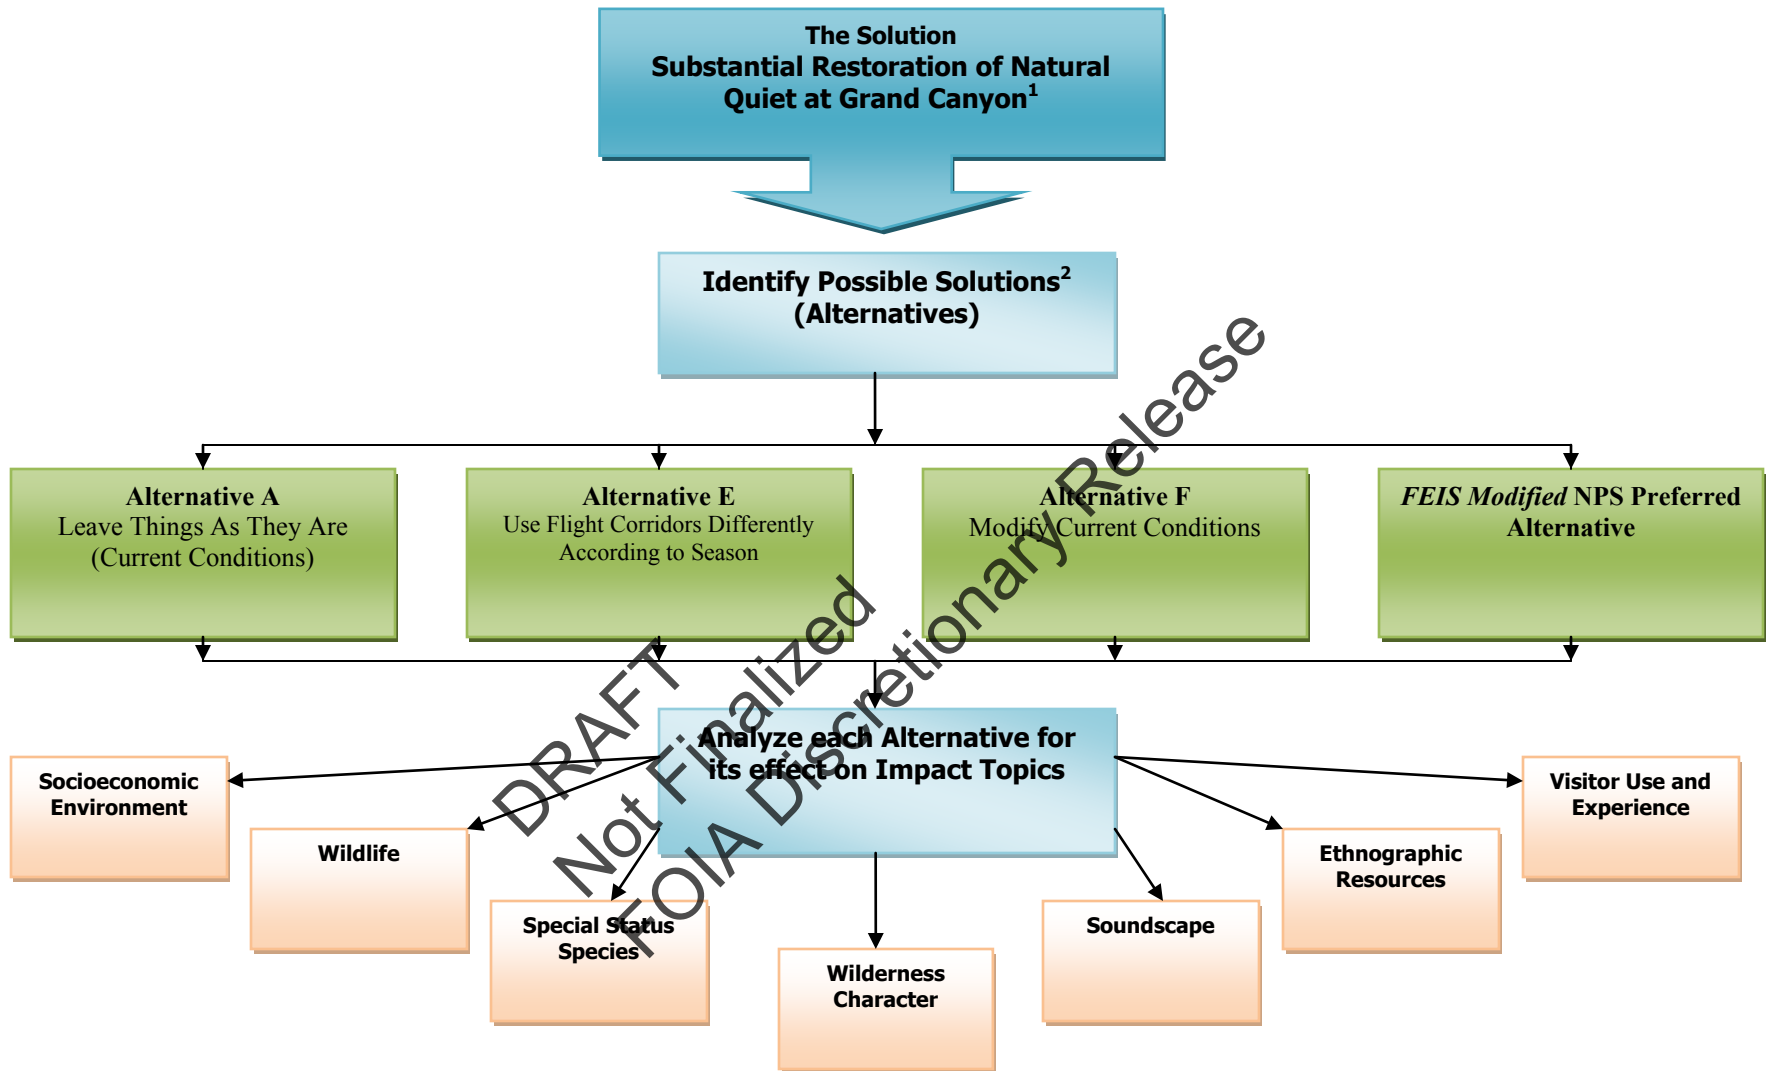 The Solution
Substantial Restoration of Natural
Quiet at Grand Canyon1
Identify Possible Solutions2
(Alternatives)
Alternative A
Leave Things As They Are
(Current Conditions)
Alternative E
Use Flight Corridors Differently
According to Season
Alternative F
Modify Current Conditions
FEIS Modified NPS Preferred
Alternative
Analyze each Alternative for
its effect on Impact Topics
Socioeconomic
Environment
Wildlife
Special Status
Species
Wilderness
Character
Soundscape
Ethnographic
Resources
Visitor Use and
Experience
DRAFT
Not Finalized
FOIA Discretionary Release